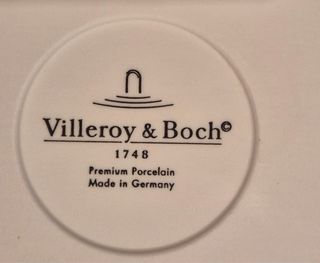 Villeroy & Boch©
1748
Premium Porcelain
Made in Germany